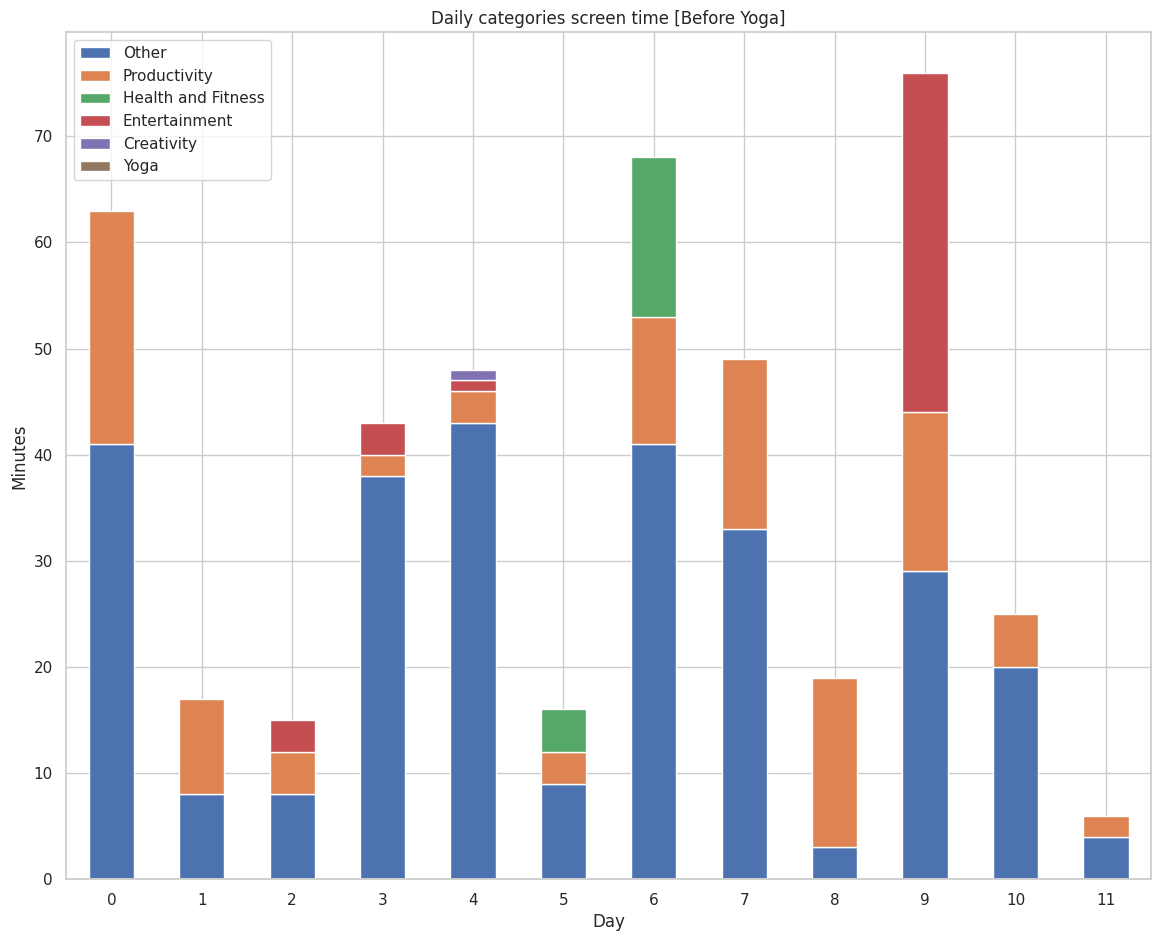 Daily categories screen time [Before Yoga]
Other
Productivity
Health and Fitness
Entertainment
Creativity
Yoga
70
60
50
40
30
20
10
0
Minutes
0 1 2 3 4 5 6 7 8 9 10 11
Day